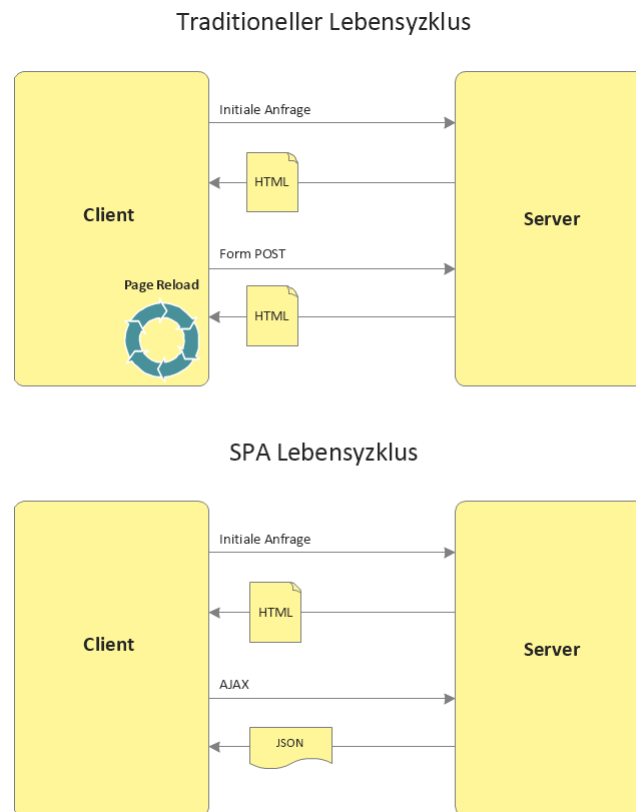 Traditioneller Lebensyzklus
Initiale Anfrage
HTML
Client
Server
Form POST
Page Reload
HTML
SPA Lebensyzklus
Initiale Anfrage
HTML
Client
Server
AJAX
JSON